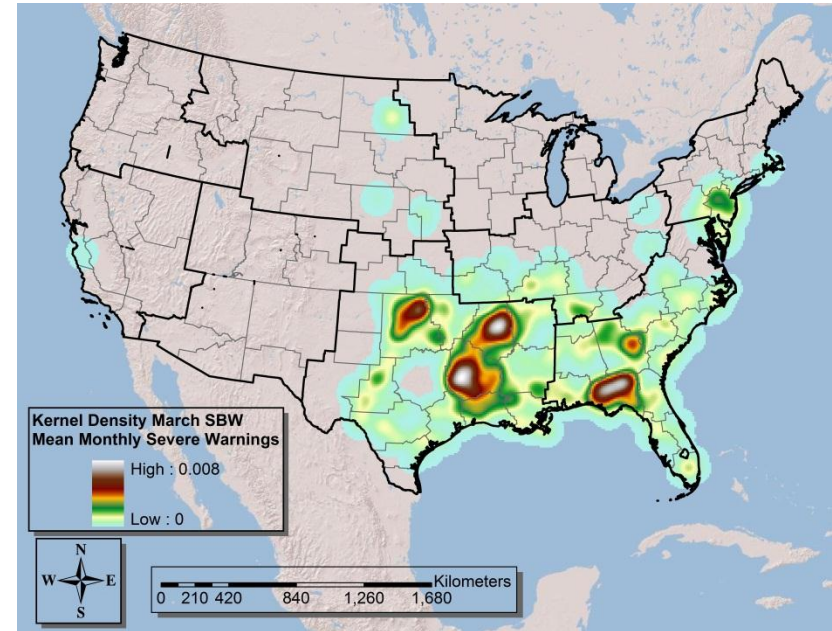 Kernel Density March SBW
Mean Monthly Severe Warnings
High : 0.008
Low : 0
N
W E
S
Kilometers
0 210 420 840 1,260 1,680